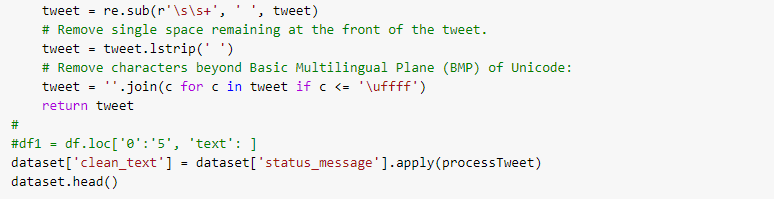 tweet = re.sub(r'\s\s+', ' ', tweet)
# Remove single space remaining at the front of the tweet.
tweet = tweet.lstrip(' ')
# Remove characters beyond Basic Multilingual Plane (BMP) of Unicode:
tweet = ''.join(c for c in tweet if c <= '\uffff')
return tweet
#
#df1 = df.loc['0':'5', 'text': ]
dataset['clean_text'] = dataset['status_message'].apply(processTweet)
dataset.head()